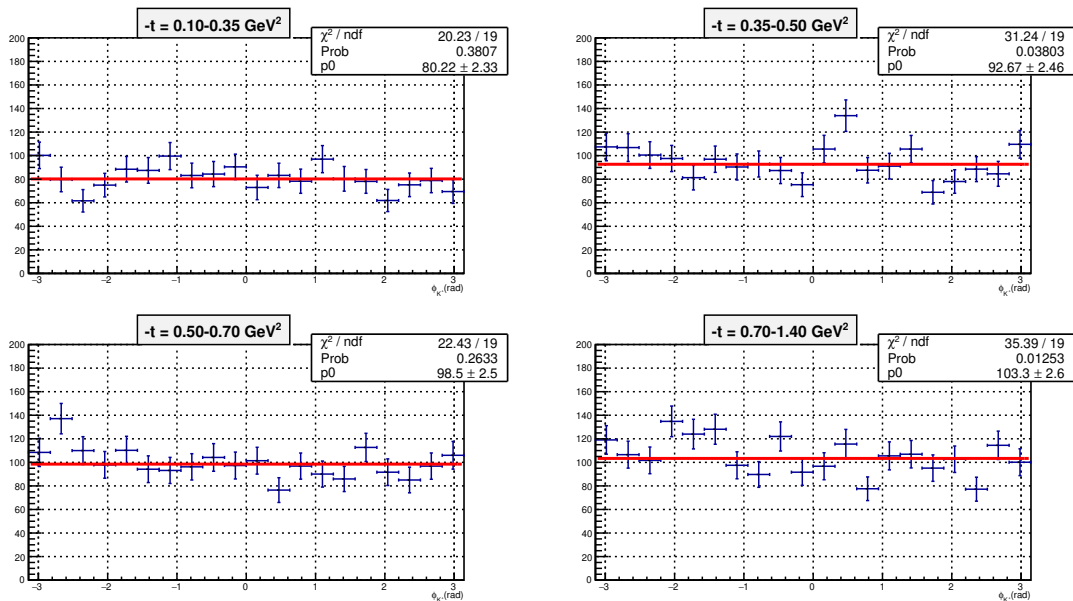 -t = 0.10-0.35 GeV²
χ² / ndf 20.23 / 19
Prob 0.3807
p0 80.22 ± 2.33
200
180
160
140
120
100
80
60
40
20
0
−3 −2 −1 0 1 2 3
ϕK⁺(rad)
-t = 0.35-0.50 GeV²
χ² / ndf 31.24 / 19
Prob 0.03803
p0 92.67 ± 2.46
200
180
160
140
120
100
80
60
40
20
0
−3 −2 −1 0 1 2 3
ϕK⁺(rad)
-t = 0.50-0.70 GeV²
χ² / ndf 22.43 / 19
Prob 0.2633
p0 98.5 ± 2.5
200
180
160
140
120
100
80
60
40
20
0
−3 −2 −1 0 1 2 3
ϕK⁺(rad)
-t = 0.70-1.40 GeV²
χ² / ndf 35.39 / 19
Prob 0.01253
p0 103.3 ± 2.6
200
180
160
140
120
100
80
60
40
20
0
−3 −2 −1 0 1 2 3
ϕK⁺(rad)